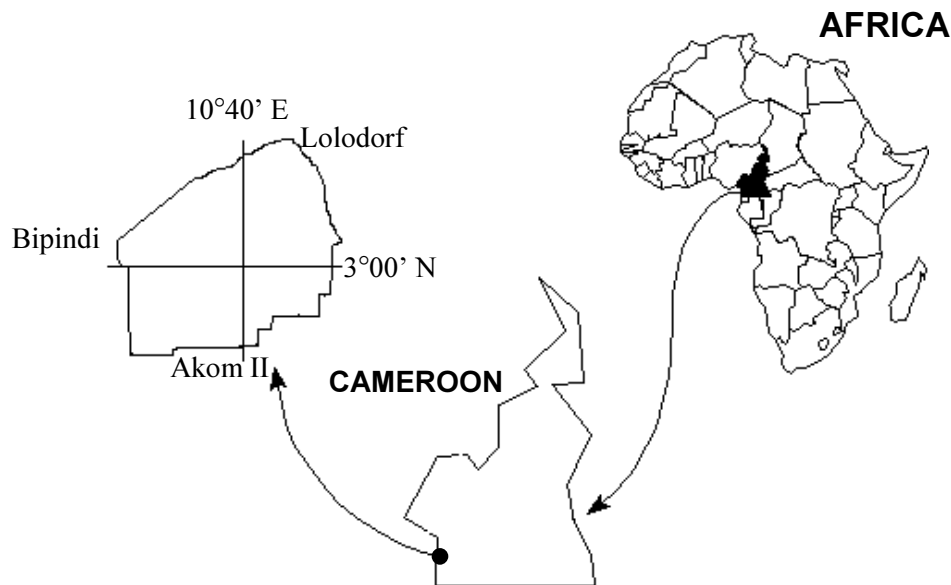 AFRICA
10°40’ E
Lolodorf
Bipindi
3°00’ N
Akom II
CAMEROON